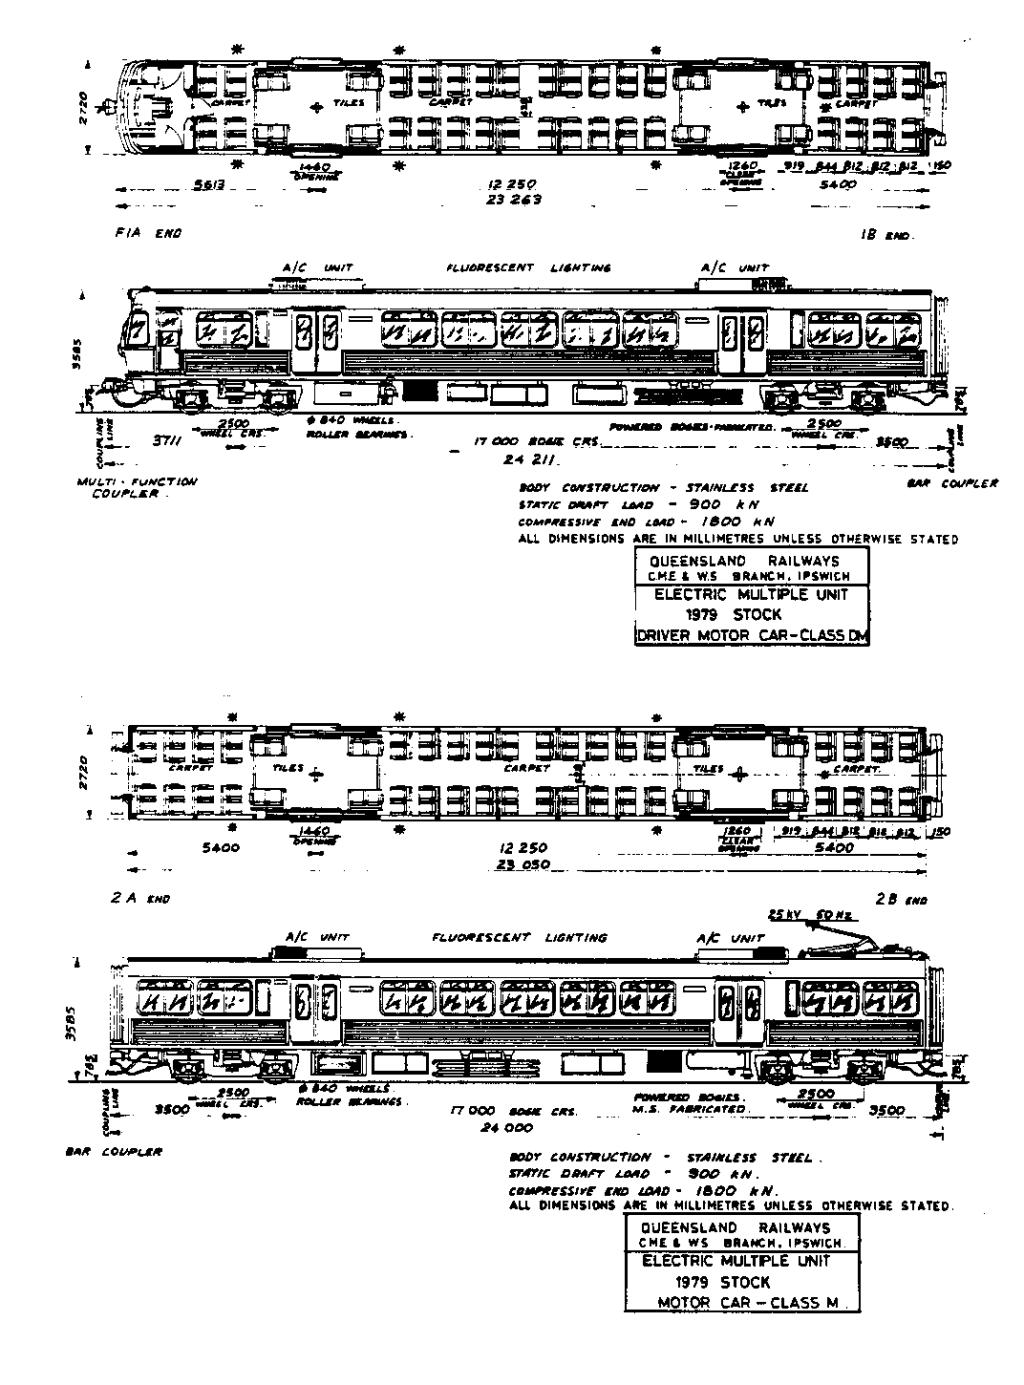 2720
CARPET TILES CARPET TILES CARPET
1460 OPENING
1260 CLEAR OPENING
919 844 812 812 812 150
5613 12 250 5400
23 263
F1A END 1B END.
A/C UNIT FLUORESCENT LIGHTING A/C UNIT
3585
785 785
2500 WHEEL CRS.
ϕ 840 WHEELS.
ROLLER BEARINGS.
POWERED BOGIES-FABRICATED.
2500 WHEEL CRS.
COUPLING LINE 3711 17 000 BOGIE CRS. 3500 COUPLING LINE
24 211.
MULTI-FUNCTION COUPLER.
BAR COUPLER
BODY CONSTRUCTION - STAINLESS STEEL
STATIC DRAFT LOAD - 900 kN
COMPRESSIVE END LOAD - 1800 kN
ALL DIMENSIONS ARE IN MILLIMETRES UNLESS OTHERWISE STATED
QUEENSLAND RAILWAYS
C.M.E & W.S BRANCH, IPSWICH
ELECTRIC MULTIPLE UNIT
1979 STOCK
DRIVER MOTOR CAR-CLASS DM
2720
CARPET TILES CARPET TILES CARPET.
1460 OPENING
1260 CLEAR OPENING
919 844 812 812 812 150
5400 12 250 5400
23 050
2 A END 2 B END
25 kV 50 Hz
A/C UNIT FLUORESCENT LIGHTING A/C UNIT
3585
785 785
2500 WHEEL CRS.
ϕ 840 WHEELS.
ROLLER BEARINGS.
POWERED BOGIES.
M.S. FABRICATED.
2500 WHEEL CRS.
COUPLING LINE 3500 17 000 BOGIE CRS. 3500
24 000
BAR COUPLER
BODY CONSTRUCTION - STAINLESS STEEL.
STATIC DRAFT LOAD - 900 kN.
COMPRESSIVE END LOAD - 1800 kN.
ALL DIMENSIONS ARE IN MILLIMETRES UNLESS OTHERWISE STATED.
QUEENSLAND RAILWAYS
C.M.E & W S BRANCH, IPSWICH.
ELECTRIC MULTIPLE UNIT
1979 STOCK
MOTOR CAR - CLASS M.